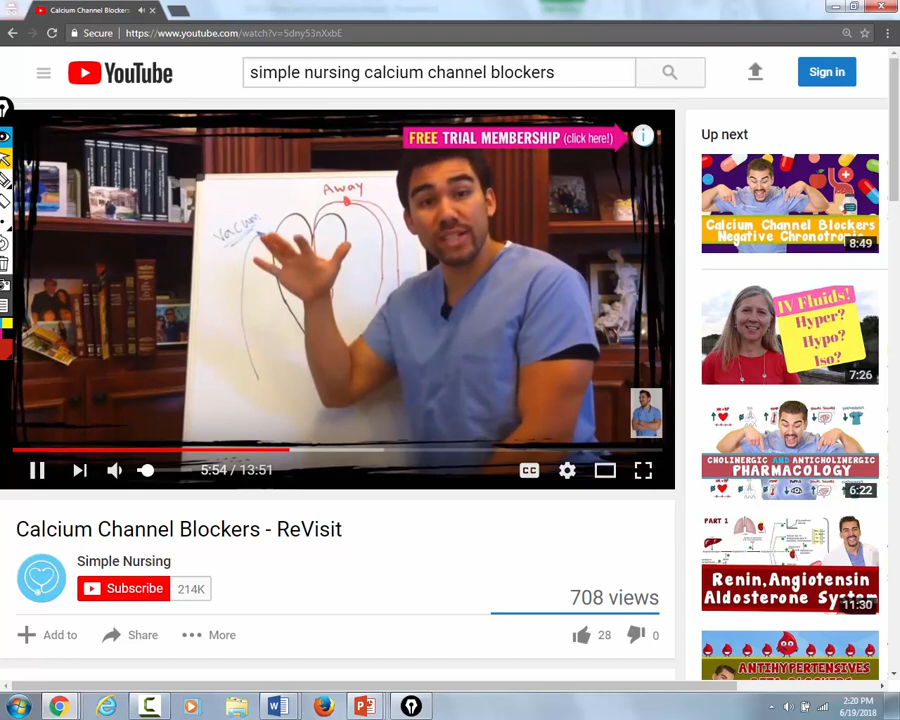 Calcium Channel Blockers
Secure
https://www.youtube.com/watch?v=5dny53nXxbE
YouTube
simple nursing calcium channel blockers
Sign in
FREE TRIAL MEMBERSHIP (click here!)
Away
Vacuum
5:54 / 13:51
CC
Calcium Channel Blockers - ReVisit
Simple Nursing
Subscribe
214K
708 views
Add to
Share
More
28
0
Up next
Calcium Channel Blockers
Negative Chronotropic
8:49
IV Fluids!
Hyper?
Hypo?
Iso?
7:26
CHOLINERGIC AND ANTICHOLINERGIC
PHARMACOLOGY
6:22
PART 1
Renin, Angiotensin
Aldosterone System
11:30
ANTIHYPERTENSIVES
2:20 PM
6/19/2018